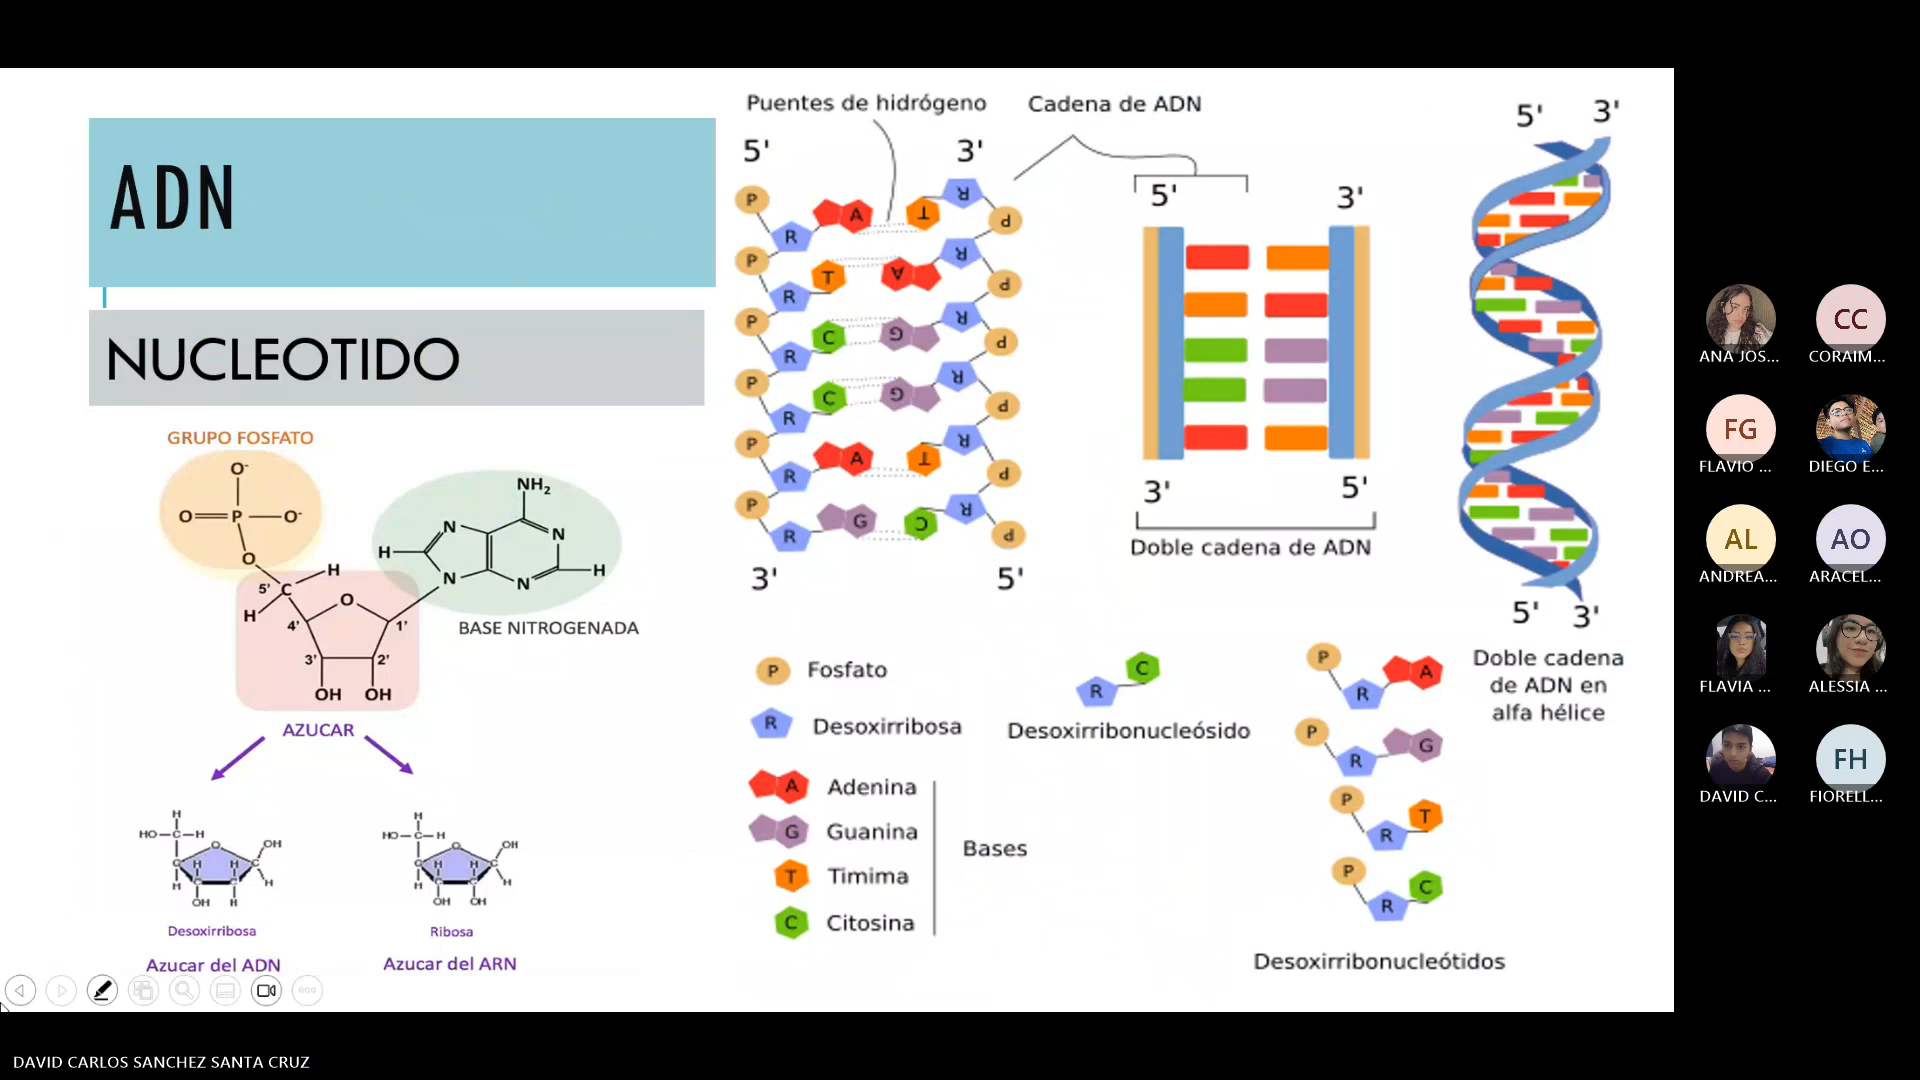 ADN
NUCLEOTIDO
GRUPO FOSFATO
O-
O=P—O-
O
5' C H
H
O
4' 1'
3' 2'
OH OH
NH₂
N N
H
H
N N
BASE NITROGENADA
AZUCAR
H
HO—C—H
O OH
C H H C
H C C H
OH H
Desoxirribosa
Azucar del ADN
H
HO—C—H
O OH
C H H C
H C C H
OH OH
Ribosa
Azucar del ARN
Puentes de hidrógeno
Cadena de ADN
5' 3'
P R A T R P
P R T A R P
P R C G R P
P R C G R P
P R A T R P
P R G C R P
3' 5'
5' 3'
3' 5'
Doble cadena de ADN
5' 3'
5' 3'
Doble cadena
de ADN en
alfa hélice
P Fosfato
R Desoxirribosa
A Adenina
G Guanina
T Timima
C Citosina
Bases
R C
Desoxirribonucleósido
P R A
P R G
P R T
P R C
Desoxirribonucleótidos
ANA JOS...
CC
CORAIM...
FG
FLAVIO ...
DIEGO E...
AL
ANDREA...
AO
ARACEL...
FLAVIA ...
ALESSIA ...
DAVID C...
FH
FIORELL...
DAVID CARLOS SANCHEZ SANTA CRUZ